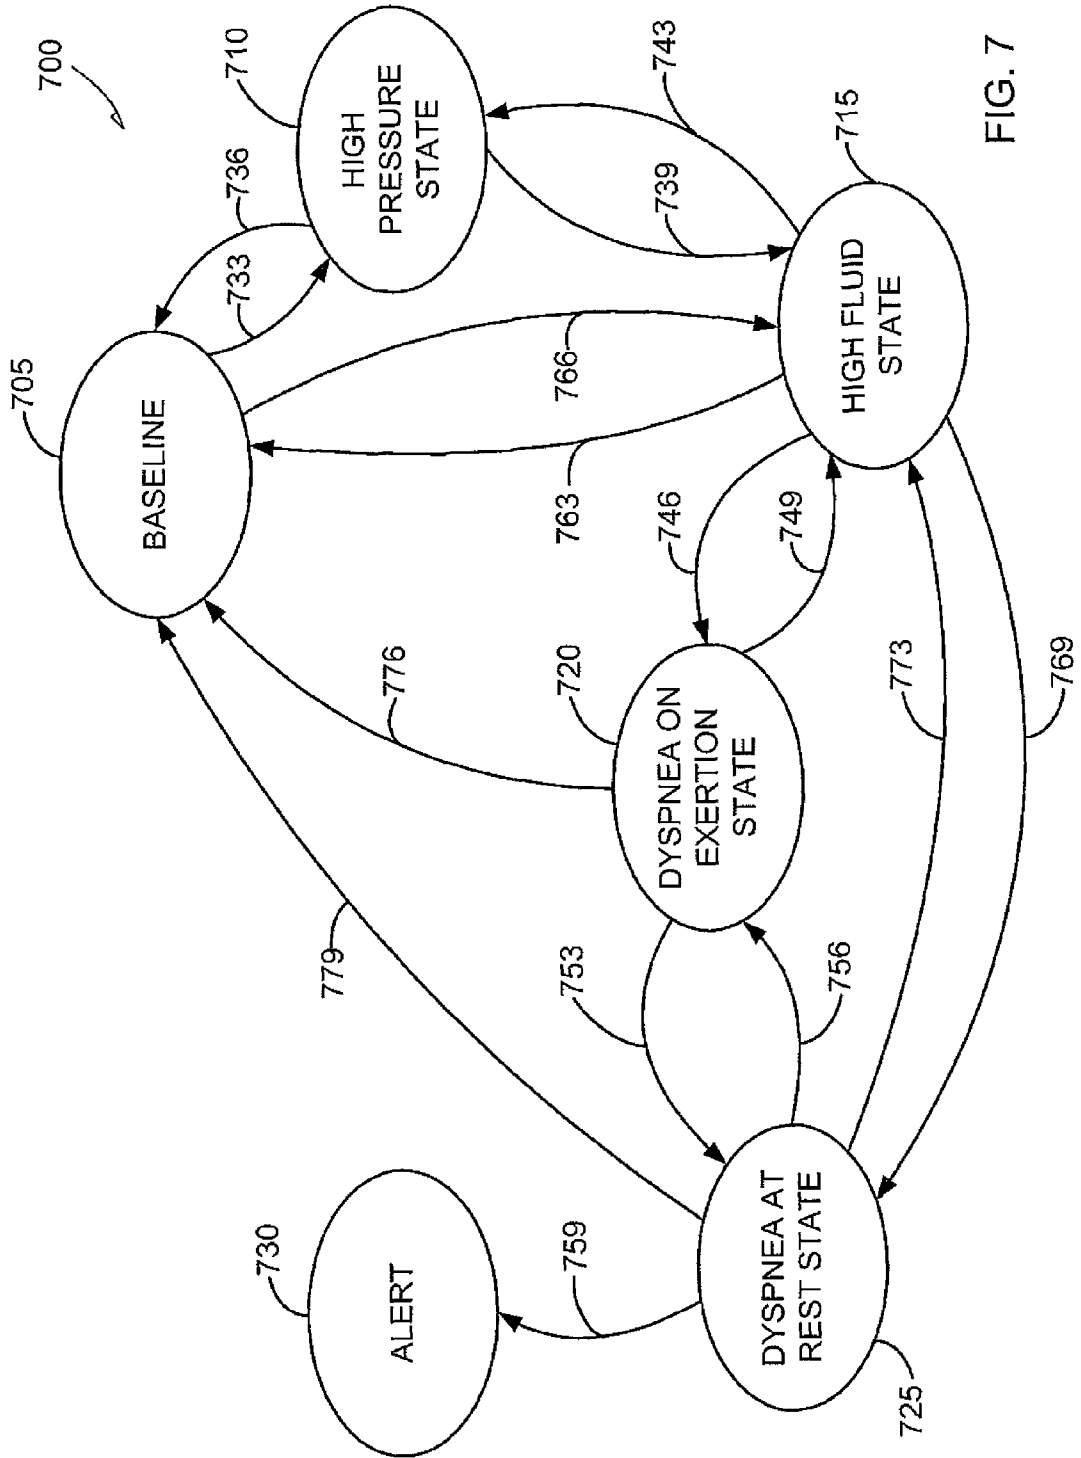 700
705
BASELINE
736
733
710
HIGH
PRESSURE
STATE
743
739
766
763
715
HIGH FLUID
STATE
746
749
776
720
DYSPNEA ON
EXERTION
STATE
773
769
779
753
756
730
ALERT
759
DYSPNEA AT
REST STATE
725
FIG. 7